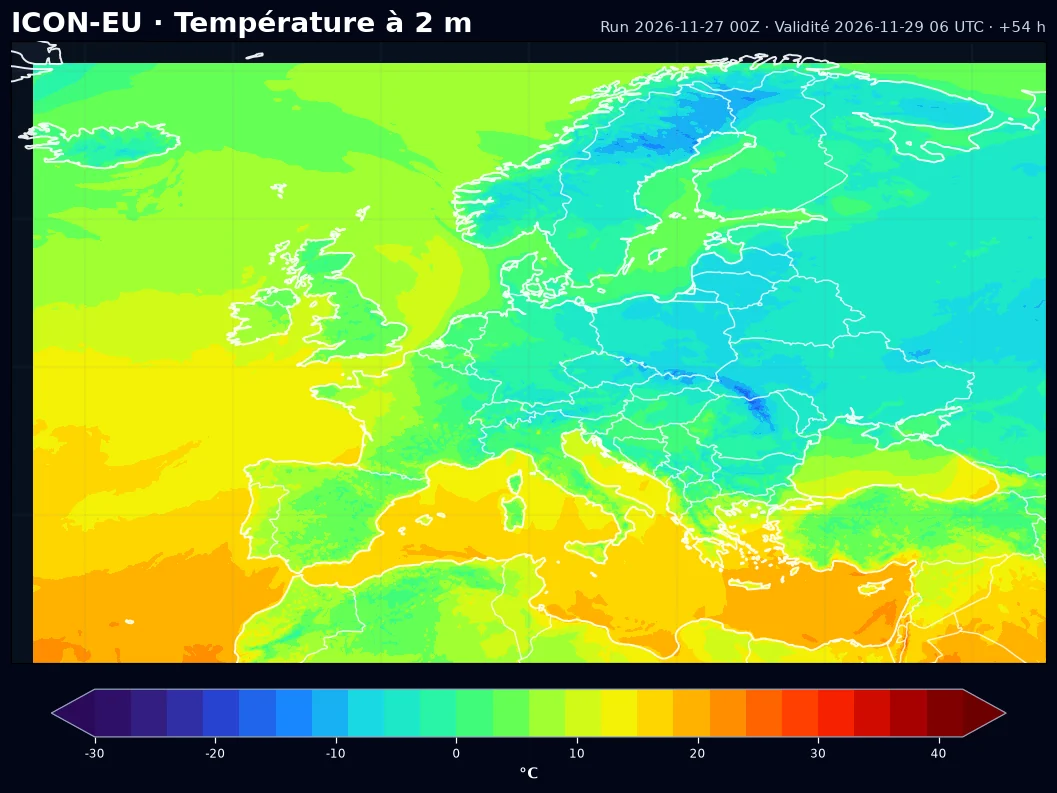 ICON-EU · Température à 2 m
Run 2026-11-27 00Z · Validité 2026-11-29 06 UTC · +54 h
-30 -20 -10 0 10 20 30 40
°C